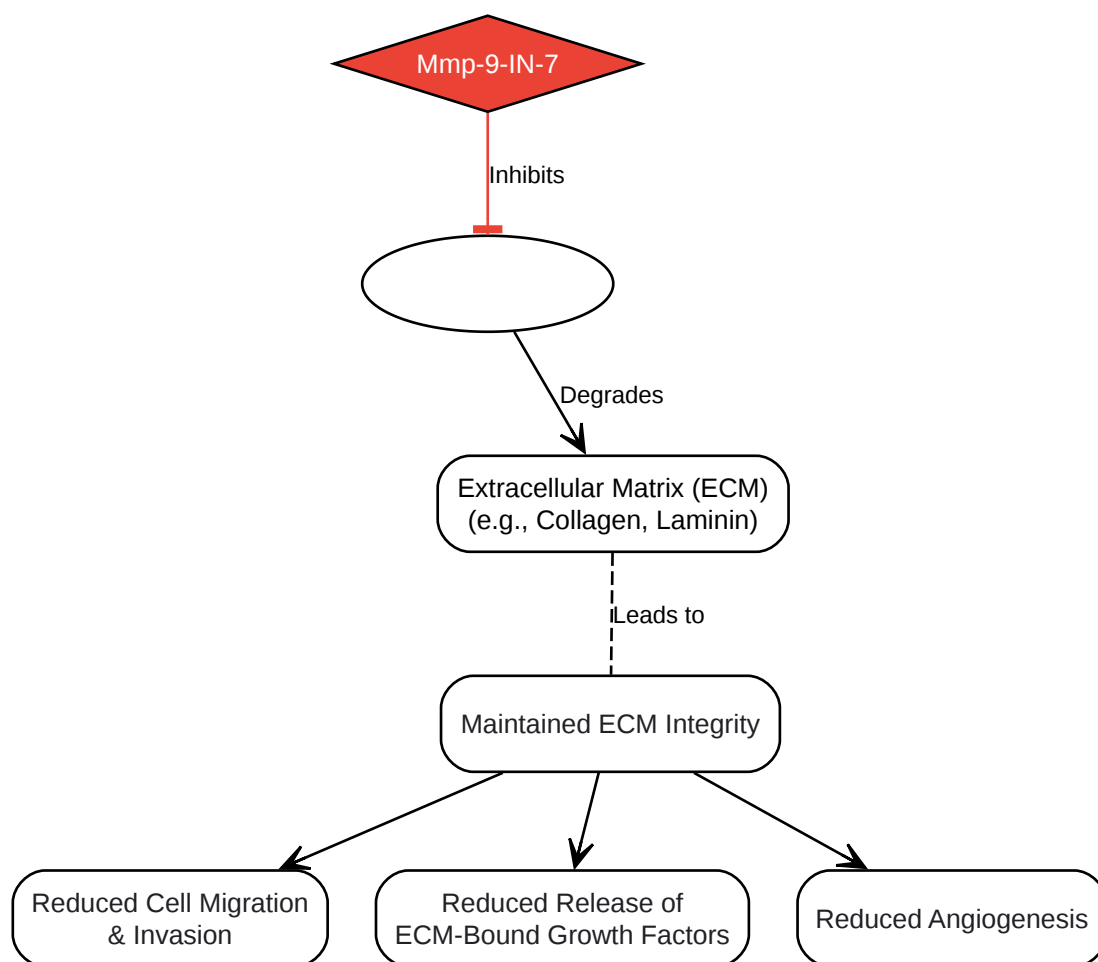 Mmp-9-IN-7
Inhibits
Degrades
Extracellular Matrix (ECM)
(e.g., Collagen, Laminin)
Leads to
Maintained ECM Integrity
Reduced Cell Migration
& Invasion
Reduced Release of
ECM-Bound Growth Factors
Reduced Angiogenesis